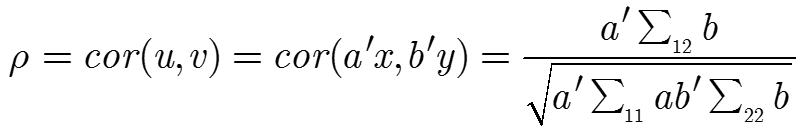 ρ = cor(u, v) = cor(a′x, b′y) = a′ ∑₁₂ b / √(a′ ∑₁₁ ab′ ∑₂₂ b)